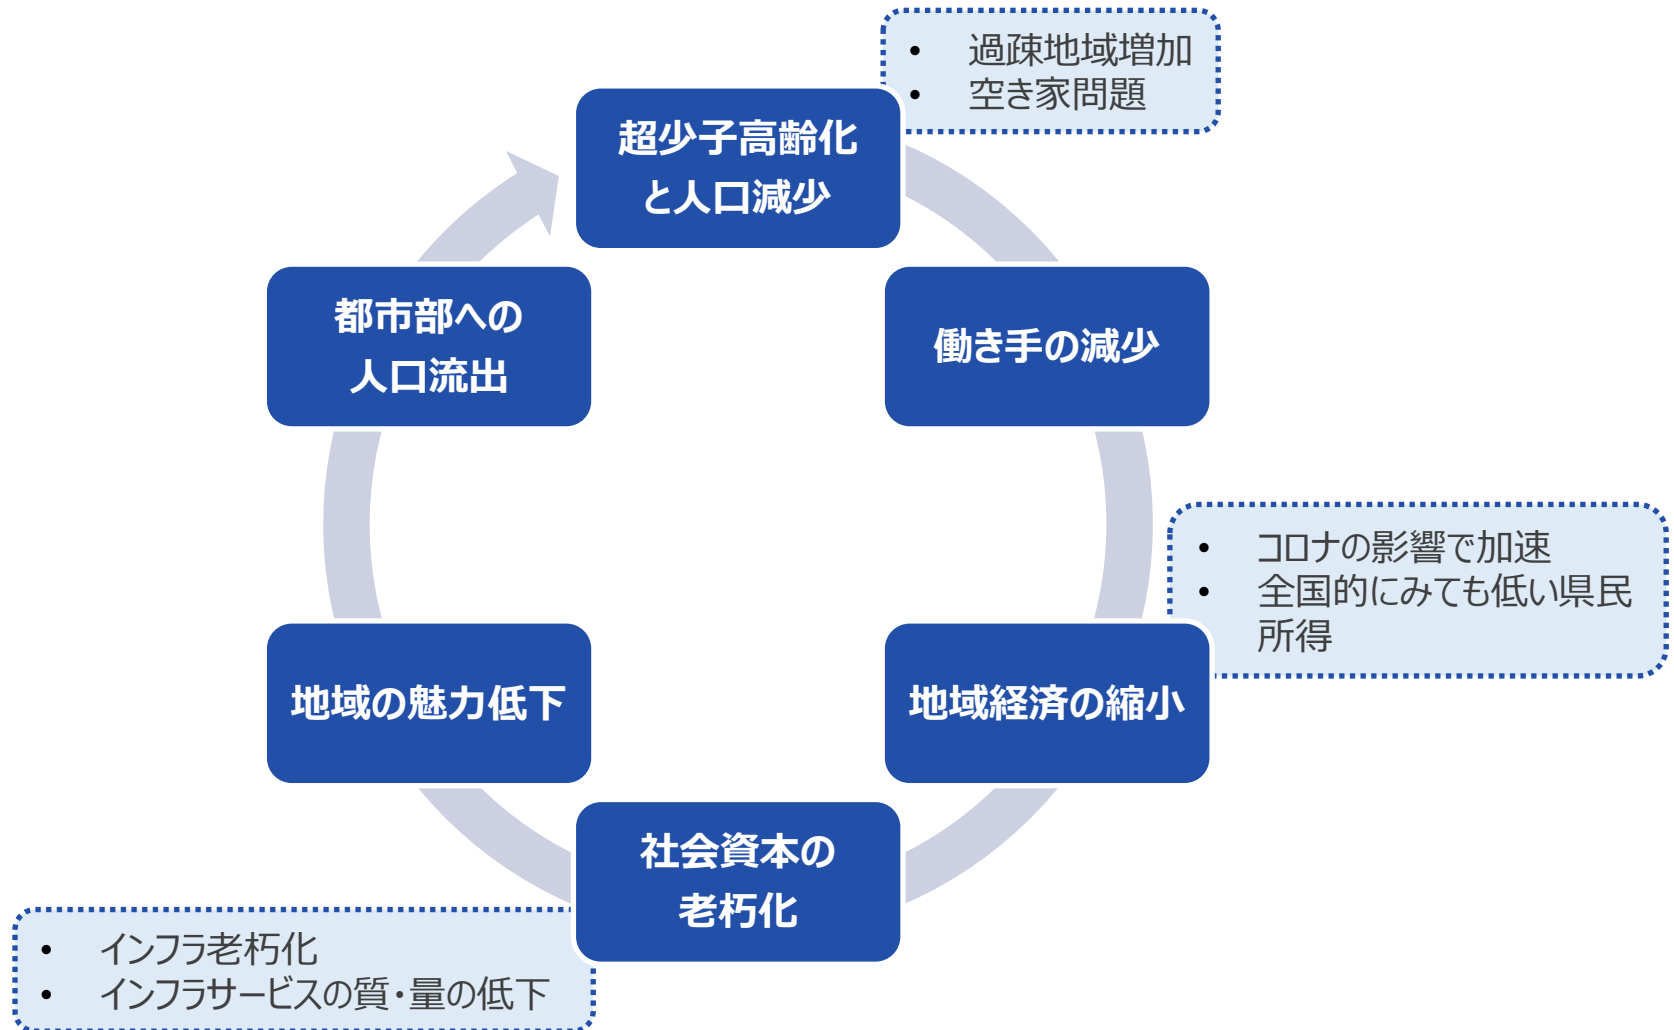 • 過疎地域増加
• 空き家問題
超少子高齢化
と人口減少
働き手の減少
• コロナの影響で加速
• 全国的にみても低い県民
所得
地域経済の縮小
社会資本の
老朽化
• インフラ老朽化
• インフラサービスの質・量の低下
地域の魅力低下
都市部への
人口流出